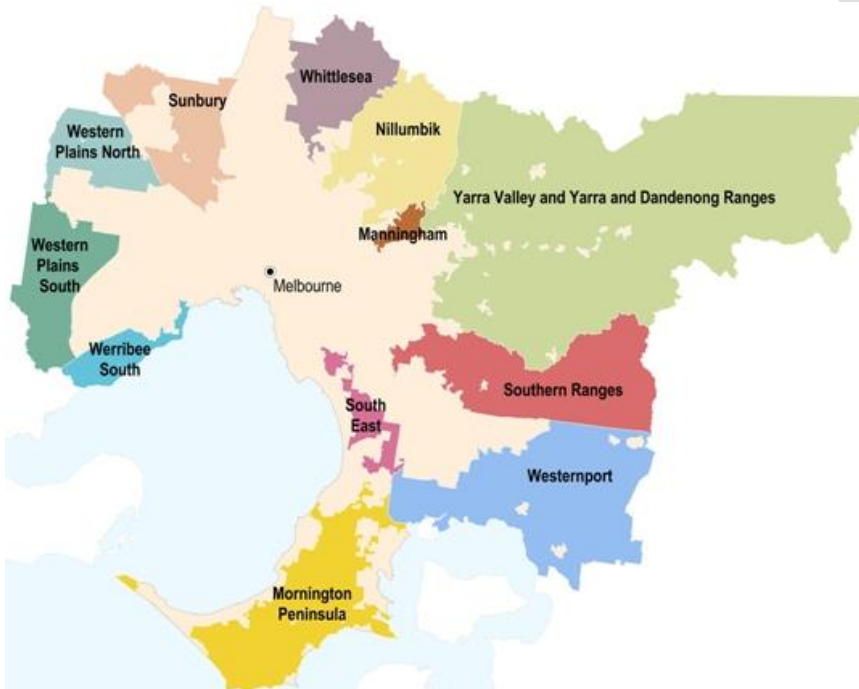 Whittlesea
Sunbury
Nillumbik
Western
Plains North
Yarra Valley and Yarra and Dandenong Ranges
Manningham
Western
Plains
South
Melbourne
Werribee
South
Southern Ranges
South
East
Westernport
Mornington
Peninsula